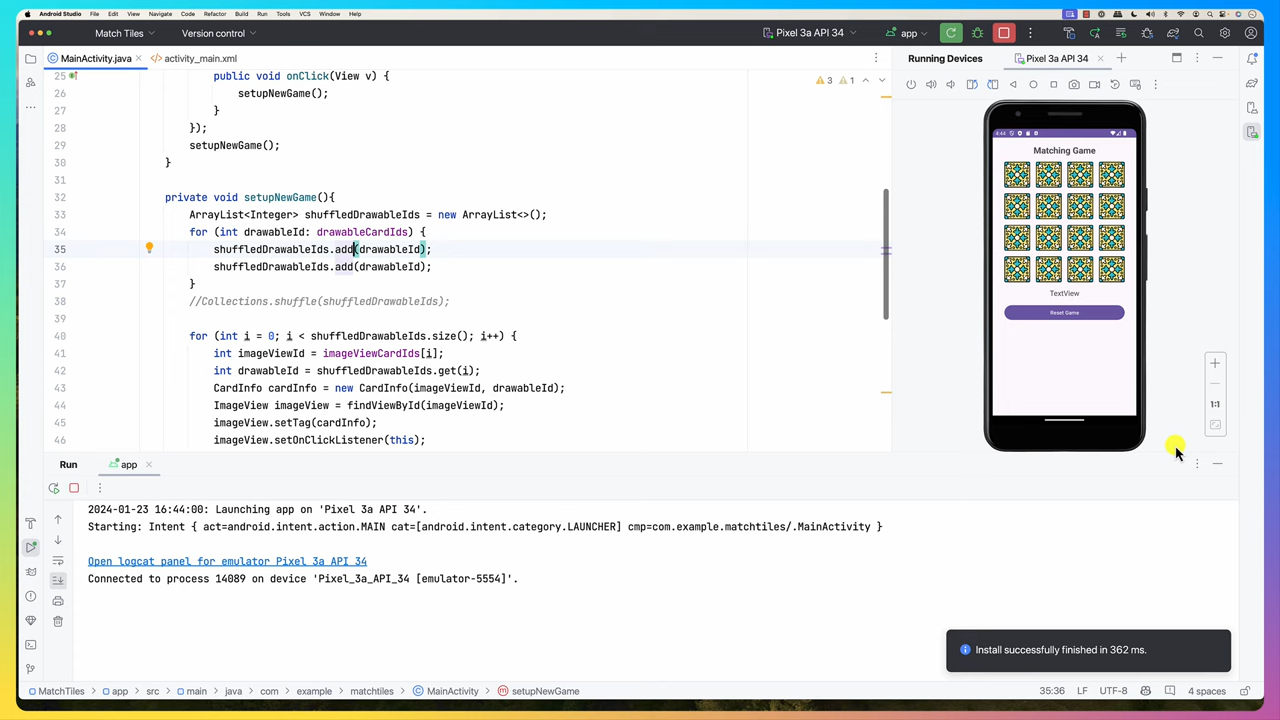 Android Studio File Edit View Navigate Code Refactor Build Run Tools VCS Window Help
Match Tiles Version control Pixel 3a API 34 app
MainActivity.java activity_main.xml Running Devices Pixel 3a API 34
25 public void onClick(View v) {
26 setupNewGame();
27 }
28 });
29 setupNewGame();
30 }
31
32 private void setupNewGame(){
33 ArrayList<Integer> shuffledDrawableIds = new ArrayList<>();
34 for (int drawableId: drawableCardIds) {
35 shuffledDrawableIds.add(drawableId);
36 shuffledDrawableIds.add(drawableId);
37 }
38 //Collections.shuffle(shuffledDrawableIds);
39
40 for (int i = 0; i < shuffledDrawableIds.size(); i++) {
41 int imageViewId = imageViewCardIds[i];
42 int drawableId = shuffledDrawableIds.get(i);
43 CardInfo cardInfo = new CardInfo(imageViewId, drawableId);
44 ImageView imageView = findViewById(imageViewId);
45 imageView.setTag(cardInfo);
46 imageView.setOnClickListener(this);
3 1
4:44
Matching Game
TextView
Reset Game
1:1
Run app
2024-01-23 16:44:00: Launching app on 'Pixel 3a API 34'.
Starting: Intent { act=android.intent.action.MAIN cat=[android.intent.category.LAUNCHER] cmp=com.example.matchtiles/.MainActivity }
Open logcat panel for emulator Pixel 3a API 34
Connected to process 14089 on device 'Pixel_3a_API_34 [emulator-5554]'.
Install successfully finished in 362 ms.
MatchTiles app src main java com example matchtiles MainActivity setupNewGame 35:36 LF UTF-8 4 spaces